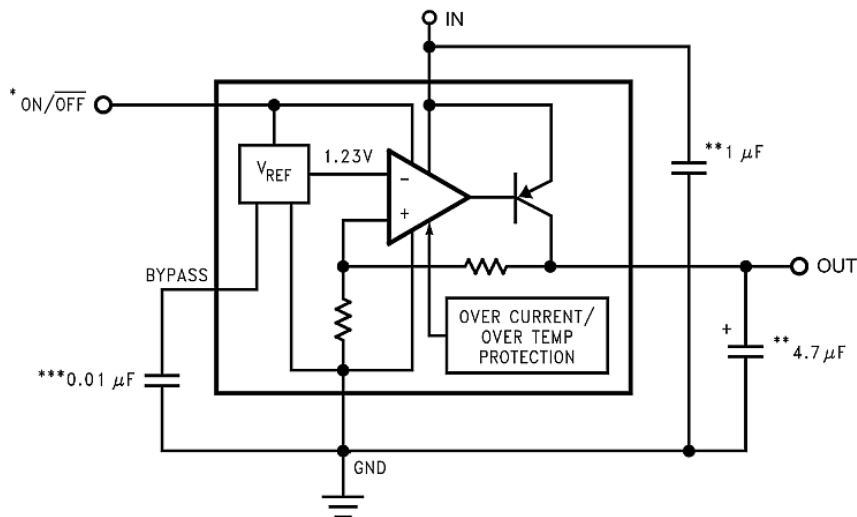 IN
* ON/OFF
1.23V
V_REF
**1 μF
-
+
BYPASS
OUT
OVER CURRENT/
OVER TEMP
PROTECTION
+
**4.7 μF
***0.01 μF
GND